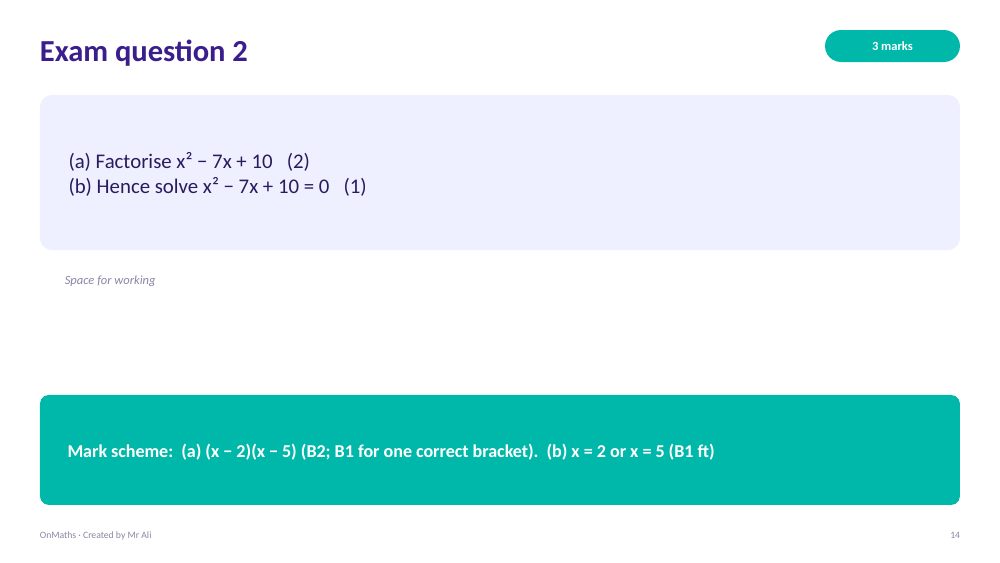 Exam question 2
3 marks
(a) Factorise x² − 7x + 10   (2)
(b) Hence solve x² − 7x + 10 = 0   (1)
Space for working
Mark scheme:  (a) (x − 2)(x − 5) (B2; B1 for one correct bracket).  (b) x = 2 or x = 5 (B1 ft)
OnMaths · Created by Mr Ali
14